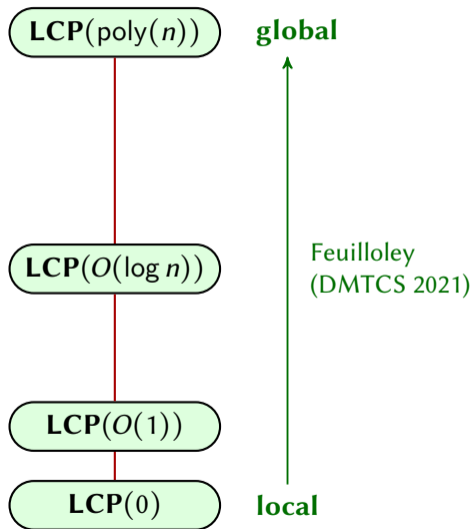 LCP(poly(n)) global
LCP(O(log n))
Feuilloley
(DMTCS 2021)
LCP(O(1))
LCP(0) local